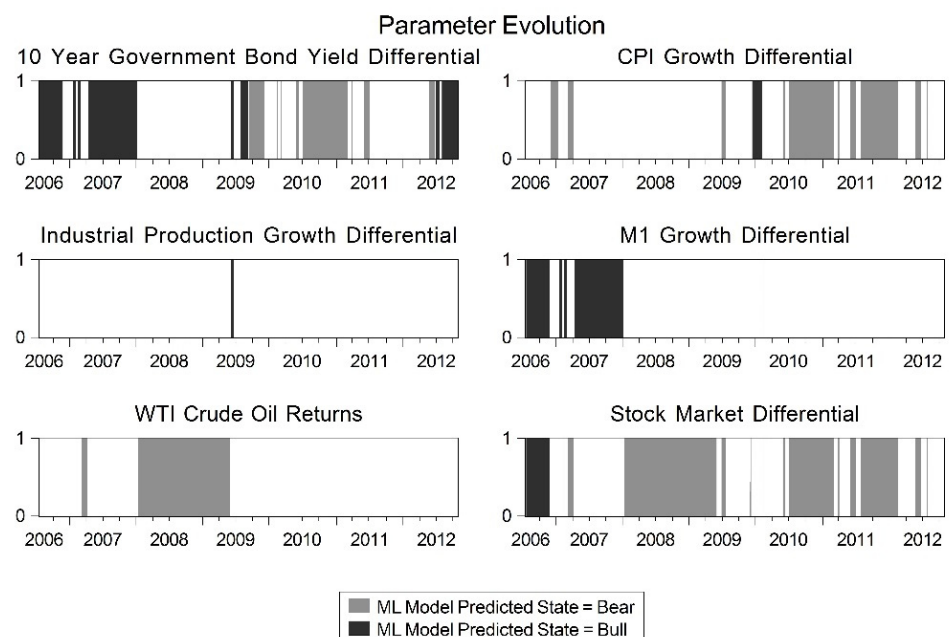 Parameter Evolution
10 Year Government Bond Yield Differential
1
0
2006 2007 2008 2009 2010 2011 2012
CPI Growth Differential
1
0
2006 2007 2008 2009 2010 2011 2012
Industrial Production Growth Differential
1
0
2006 2007 2008 2009 2010 2011 2012
M1 Growth Differential
1
0
2006 2007 2008 2009 2010 2011 2012
WTI Crude Oil Returns
1
0
2006 2007 2008 2009 2010 2011 2012
Stock Market Differential
1
0
2006 2007 2008 2009 2010 2011 2012
ML Model Predicted State = Bear
ML Model Predicted State = Bull